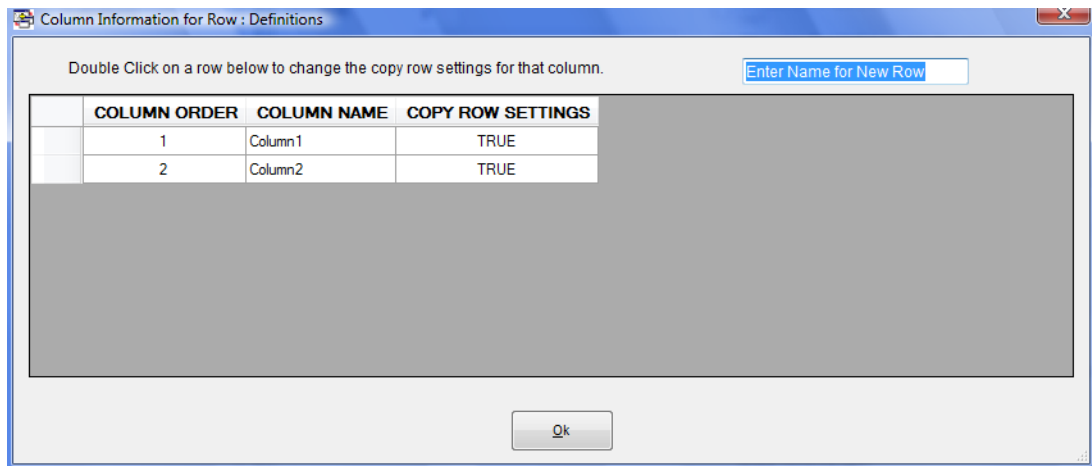 Column Information for Row : Definitions
Double Click on a row below to change the copy row settings for that column.
Enter Name for New Row
COLUMN ORDER COLUMN NAME COPY ROW SETTINGS
1 Column1 TRUE
2 Column2 TRUE
Ok